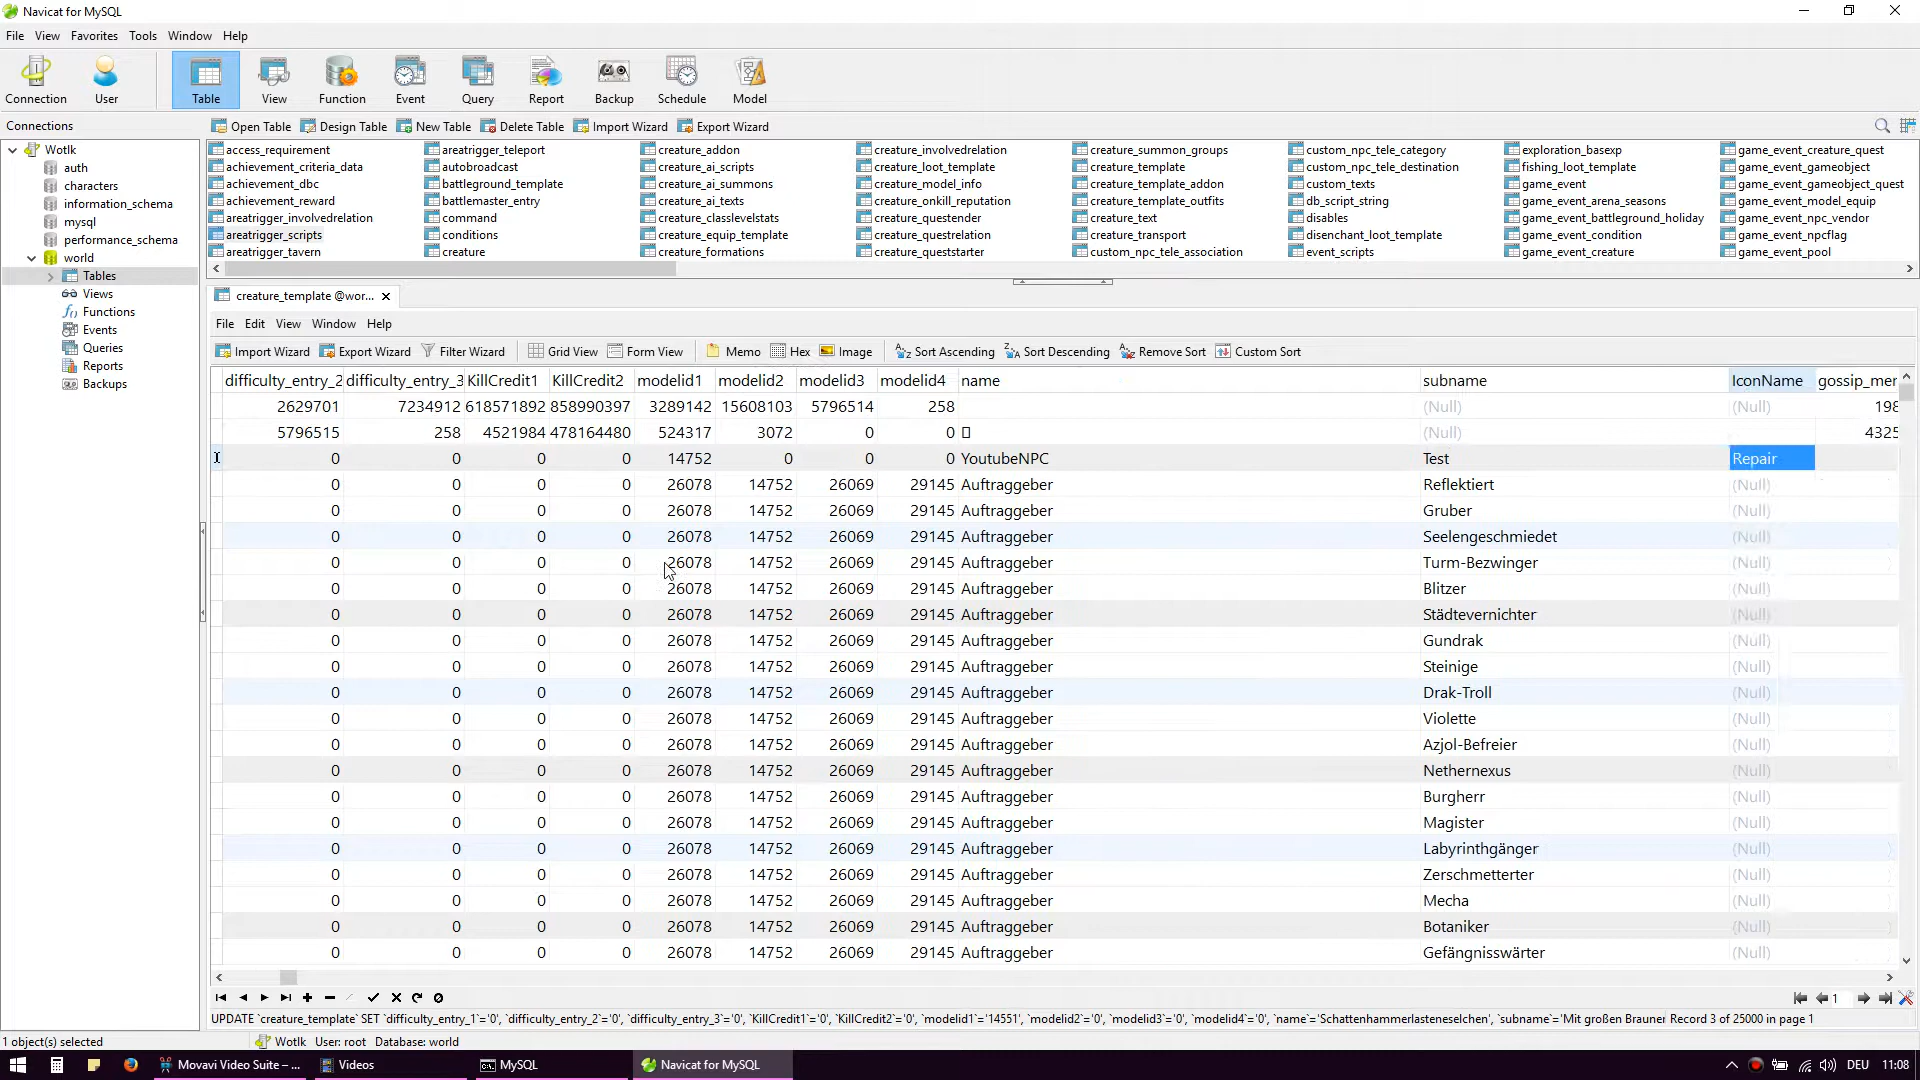 Navicat for MySQL
File View Favorites Tools Window Help
Connection User Table View Function Event Query Report Backup Schedule Model
Connections
Open Table Design Table New Table Delete Table Import Wizard Export Wizard
Wotlk
auth
characters
information_schema
mysql
performance_schema
world
Tables
Views
Functions
Events
Queries
Reports
Backups
access_requirement areatrigger_teleport creature_addon creature_involvedrelation creature_summon_groups custom_npc_tele_category exploration_basexp game_event_creature_quest
achievement_criteria_data autobroadcast creature_ai_scripts creature_loot_template creature_template custom_npc_tele_destination fishing_loot_template game_event_gameobject
achievement_dbc battleground_template creature_ai_summons creature_model_info creature_template_addon custom_texts game_event game_event_gameobject_quest
achievement_reward battlemaster_entry creature_ai_texts creature_onkill_reputation creature_template_outfits db_script_string game_event_arena_seasons game_event_model_equip
areatrigger_involvedrelation command creature_classlevelstats creature_questender creature_text disables game_event_battleground_holiday game_event_npc_vendor
areatrigger_scripts conditions creature_equip_template creature_questrelation creature_transport disenchant_loot_template game_event_condition game_event_npcflag
areatrigger_tavern creature creature_formations creature_queststarter custom_npc_tele_association event_scripts game_event_creature game_event_pool
creature_template @wor...
File Edit View Window Help
Import Wizard Export Wizard Filter Wizard Grid View Form View Memo Hex Image Sort Ascending Sort Descending Remove Sort Custom Sort
difficulty_entry_2 difficulty_entry_3 KillCredit1 KillCredit2 modelid1 modelid2 modelid3 modelid4 name subname IconName gossip_mer
2629701 7234912 618571892 858990397 3289142 15608103 5796514 258 (Null) (Null) 198
5796515 258 4521984 478164480 524317 3072 0 0 (Null) 4325
0 0 0 0 14752 0 0 0 YoutubeNPC Test Repair
0 0 0 0 26078 14752 26069 29145 Auftraggeber Reflektiert (Null)
0 0 0 0 26078 14752 26069 29145 Auftraggeber Gruber (Null)
0 0 0 0 26078 14752 26069 29145 Auftraggeber Seelengeschmiedet (Null)
0 0 0 0 26078 14752 26069 29145 Auftraggeber Turm-Bezwinger (Null)
0 0 0 0 26078 14752 26069 29145 Auftraggeber Blitzer (Null)
0 0 0 0 26078 14752 26069 29145 Auftraggeber Städtevernichter (Null)
0 0 0 0 26078 14752 26069 29145 Auftraggeber Gundrak (Null)
0 0 0 0 26078 14752 26069 29145 Auftraggeber Steinige (Null)
0 0 0 0 26078 14752 26069 29145 Auftraggeber Drak-Troll (Null)
0 0 0 0 26078 14752 26069 29145 Auftraggeber Violette (Null)
0 0 0 0 26078 14752 26069 29145 Auftraggeber Azjol-Befreier (Null)
0 0 0 0 26078 14752 26069 29145 Auftraggeber Nethernexus (Null)
0 0 0 0 26078 14752 26069 29145 Auftraggeber Burgherr (Null)
0 0 0 0 26078 14752 26069 29145 Auftraggeber Magister (Null)
0 0 0 0 26078 14752 26069 29145 Auftraggeber Labyrinthgänger (Null)
0 0 0 0 26078 14752 26069 29145 Auftraggeber Zerschmetterter (Null)
0 0 0 0 26078 14752 26069 29145 Auftraggeber Mecha (Null)
0 0 0 0 26078 14752 26069 29145 Auftraggeber Botaniker (Null)
0 0 0 0 26078 14752 26069 29145 Auftraggeber Gefängniswärter (Null)
1
UPDATE `creature_template` SET `difficulty_entry_1`='0', `difficulty_entry_2`='0', `difficulty_entry_3`='0', `KillCredit1`='0', `KillCredit2`='0', `modelid1`='14551', `modelid2`='0', `modelid3`='0', `modelid4`='0', `name`='Schattenhammerlasteneselchen', `subname`='Mit großen Brauner Record 3 of 25000 in page 1
1 object(s) selected Wotlk User: root Database: world
Movavi Video Suite – ... Videos MySQL Navicat for MySQL DEU 11:08